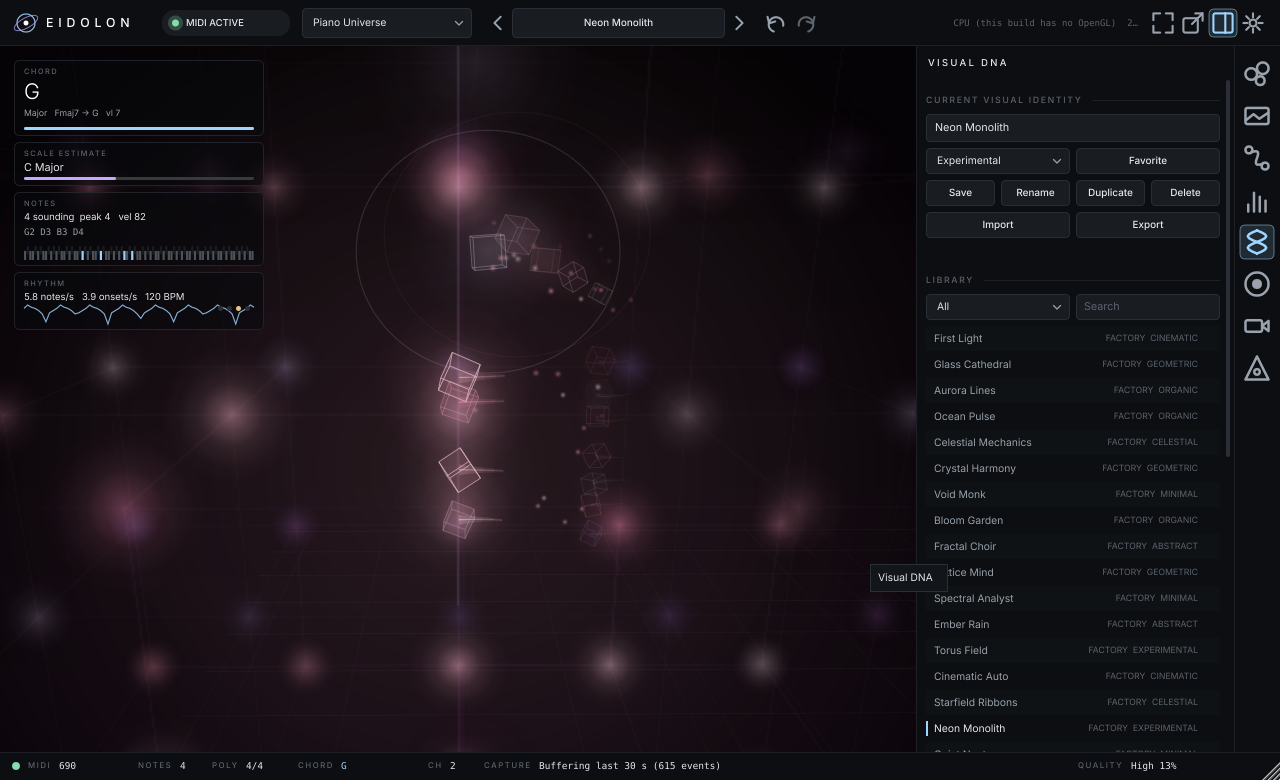 EIDOLON
MIDI ACTIVE
Piano Universe
Neon Monolith
CPU (this build has no OpenGL) 2…
CHORD
G
Major Fmaj7 → G vl 7
SCALE ESTIMATE
C Major
NOTES
4 sounding peak 4 vel 82
G2 D3 B3 D4
RHYTHM
5.8 notes/s 3.9 onsets/s 120 BPM
VISUAL DNA
CURRENT VISUAL IDENTITY
Neon Monolith
Experimental
Favorite
Save
Rename
Duplicate
Delete
Import
Export
LIBRARY
All
Search
First Light FACTORY CINEMATIC
Glass Cathedral FACTORY GEOMETRIC
Aurora Lines FACTORY ORGANIC
Ocean Pulse FACTORY ORGANIC
Celestial Mechanics FACTORY CELESTIAL
Crystal Harmony FACTORY GEOMETRIC
Void Monk FACTORY MINIMAL
Bloom Garden FACTORY ORGANIC
Fractal Choir FACTORY ABSTRACT
Visual DNA
Mind FACTORY GEOMETRIC
Spectral Analyst FACTORY MINIMAL
Ember Rain FACTORY ABSTRACT
Torus Field FACTORY EXPERIMENTAL
Cinematic Auto FACTORY CINEMATIC
Starfield Ribbons FACTORY CELESTIAL
Neon Monolith FACTORY EXPERIMENTAL
MIDI 690
NOTES 4
POLY 4/4
CHORD G
CH 2
CAPTURE Buffering last 30 s (615 events)
QUALITY High 13%